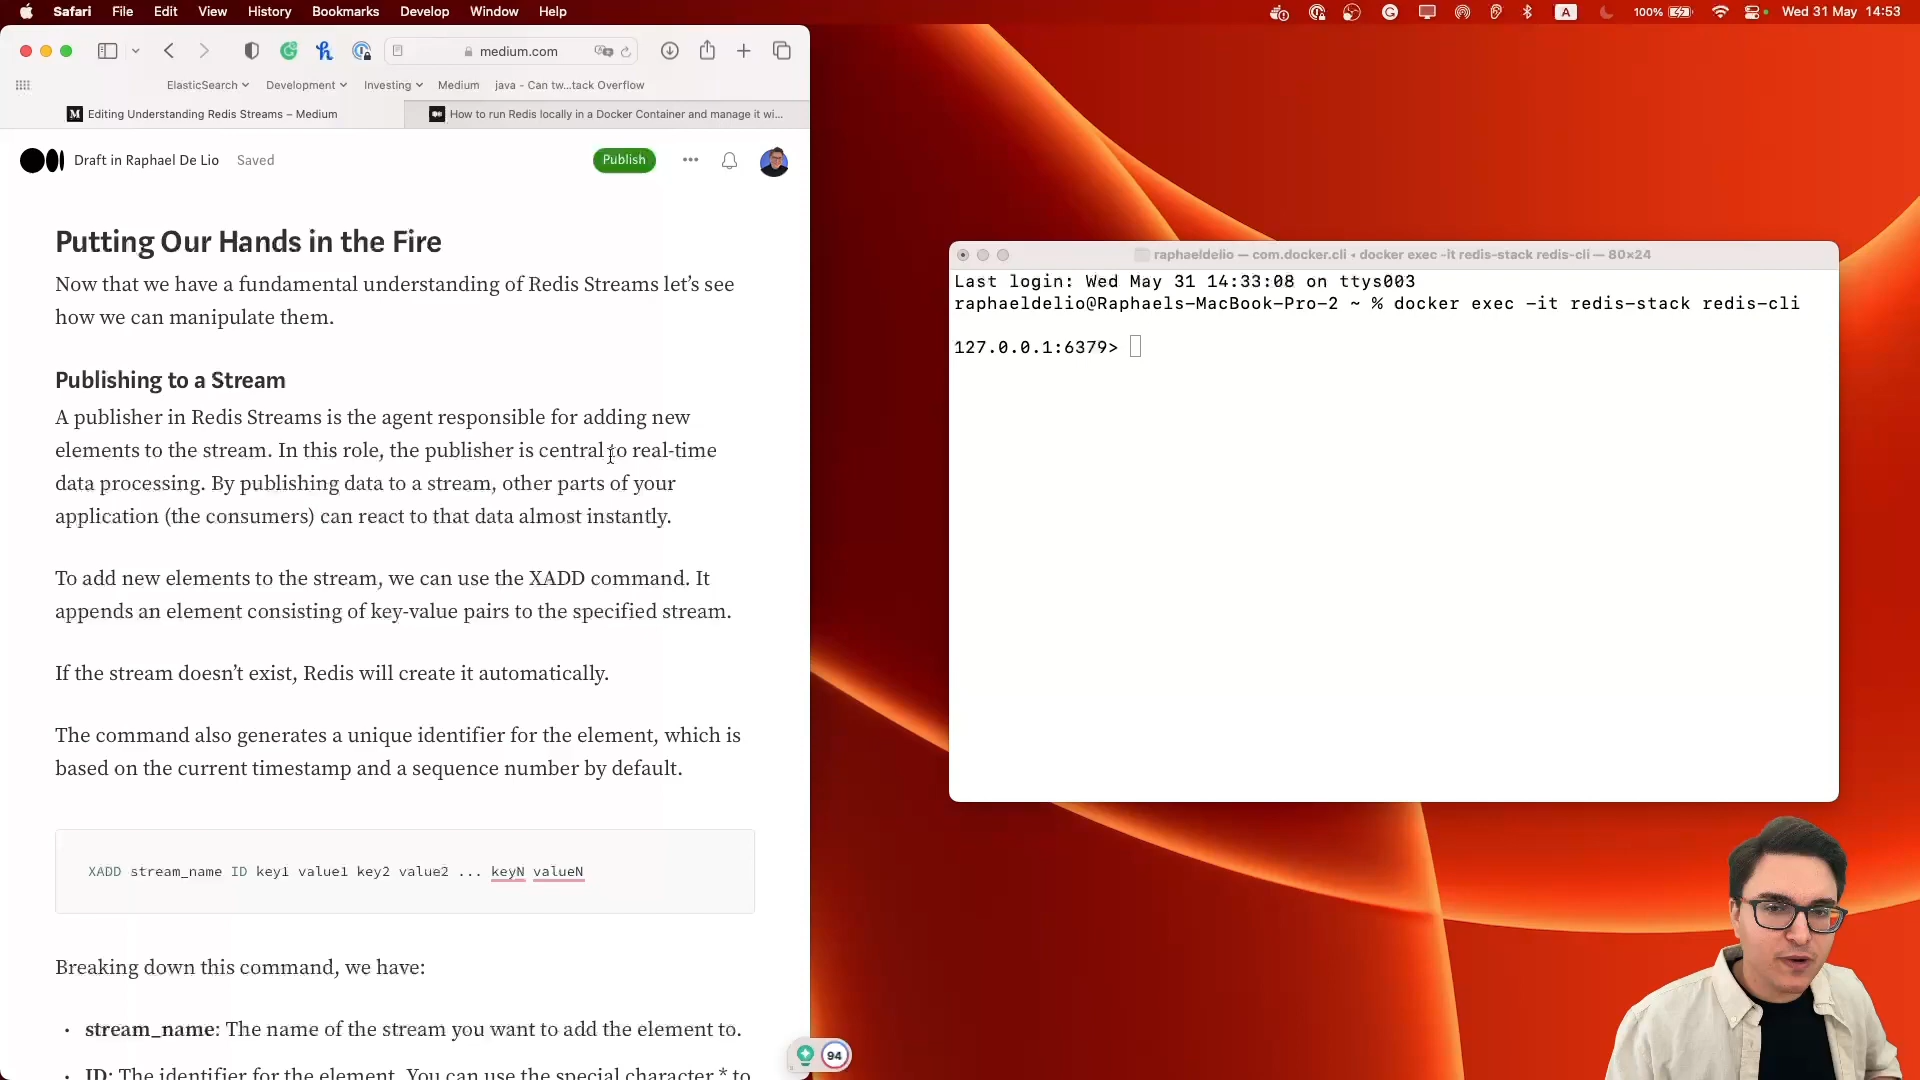 Safari File Edit View History Bookmarks Develop Window Help
100% Wed 31 May 14:53
medium.com
ElasticSearch Development Investing Medium java - Can tw...tack Overflow
Editing Understanding Redis Streams – Medium
How to run Redis locally in a Docker Container and manage it wi...
Draft in Raphael De Lio Saved
Publish
Putting Our Hands in the Fire
Now that we have a fundamental understanding of Redis Streams let’s see
how we can manipulate them.
Publishing to a Stream
A publisher in Redis Streams is the agent responsible for adding new
elements to the stream. In this role, the publisher is central to real-time
data processing. By publishing data to a stream, other parts of your
application (the consumers) can react to that data almost instantly.
To add new elements to the stream, we can use the XADD command. It
appends an element consisting of key-value pairs to the specified stream.
If the stream doesn’t exist, Redis will create it automatically.
The command also generates a unique identifier for the element, which is
based on the current timestamp and a sequence number by default.
XADD stream_name ID key1 value1 key2 value2 ... keyN valueN
Breaking down this command, we have:
• stream_name: The name of the stream you want to add the element to.
• ID: The identifier for the element. You can use the special character * to
94
raphaeldelio — com.docker.cli • docker exec -it redis-stack redis-cli — 80×24
Last login: Wed May 31 14:33:08 on ttys003
raphaeldelio@Raphaels-MacBook-Pro-2 ~ % docker exec -it redis-stack redis-cli
127.0.0.1:6379>